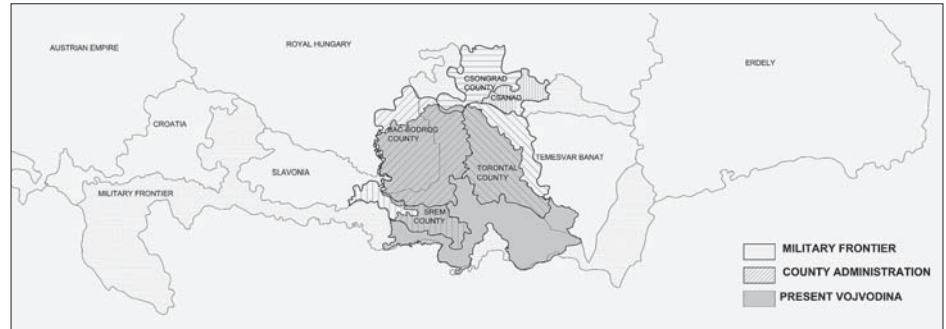 AUSTRIAN EMPIRE
ROYAL HUNGARY
ERDELY
CSONGRAD
COUNTY
CSANAD
CROATIA
BAC-BODROG
COUNTY
TEMESVAR BANAT
SLAVONIA
TORONTAL
COUNTY
MILITARY FRONTIER
SREM
COUNTY
MILITARY FRONTIER
COUNTY ADMINISTRATION
PRESENT VOJVODINA